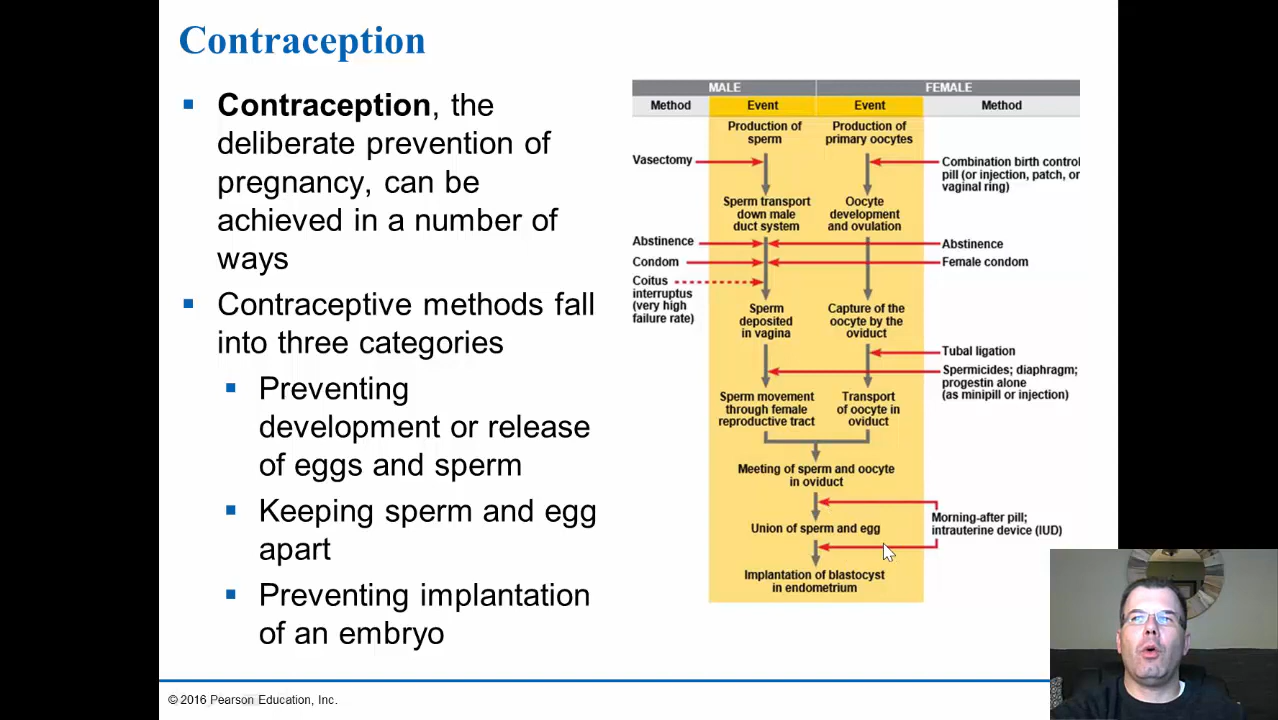 Contraception
Contraception, the
deliberate prevention of
pregnancy, can be
achieved in a number of
ways
Contraceptive methods fall
into three categories
Preventing
development or release
of eggs and sperm
Keeping sperm and egg
apart
Preventing implantation
of an embryo
MALE FEMALE
Method Event Event Method
Production of
sperm
Production of
primary oocytes
Vasectomy
Combination birth control
pill (or injection, patch, or
vaginal ring)
Sperm transport
down male
duct system
Oocyte
development
and ovulation
Abstinence
Abstinence
Condom
Female condom
Coitus
interruptus
(very high
failure rate)
Sperm
deposited
in vagina
Capture of the
oocyte by the
oviduct
Tubal ligation
Spermicides; diaphragm;
progestin alone
(as minipill or injection)
Sperm movement
through female
reproductive tract
Transport
of oocyte in
oviduct
Meeting of sperm and oocyte
in oviduct
Morning-after pill;
intrauterine device (IUD)
Union of sperm and egg
Implantation of blastocyst
in endometrium
© 2016 Pearson Education, Inc.